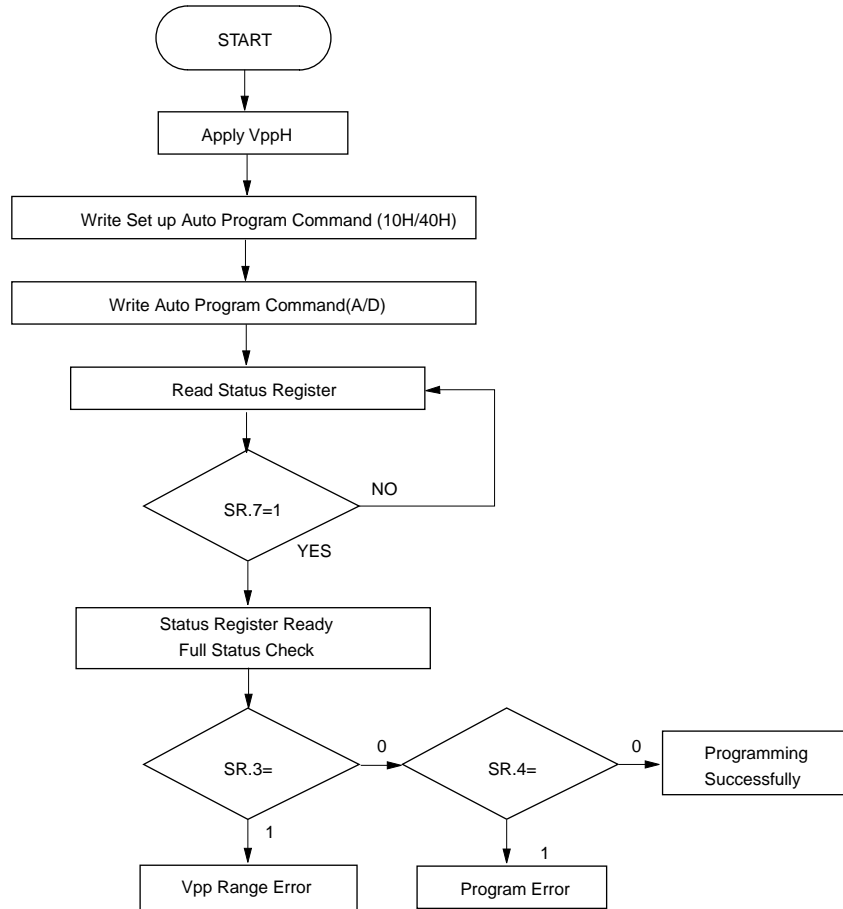 START
Apply VppH
Write Set up Auto Program Command (10H/40H)
Write Auto Program Command(A/D)
Read Status Register
NO
SR.7=1
YES
Status Register Ready
Full Status Check
0
0
Programming
SR.3=
SR.4=
Successfully
1
1
Vpp Range Error
Program Error